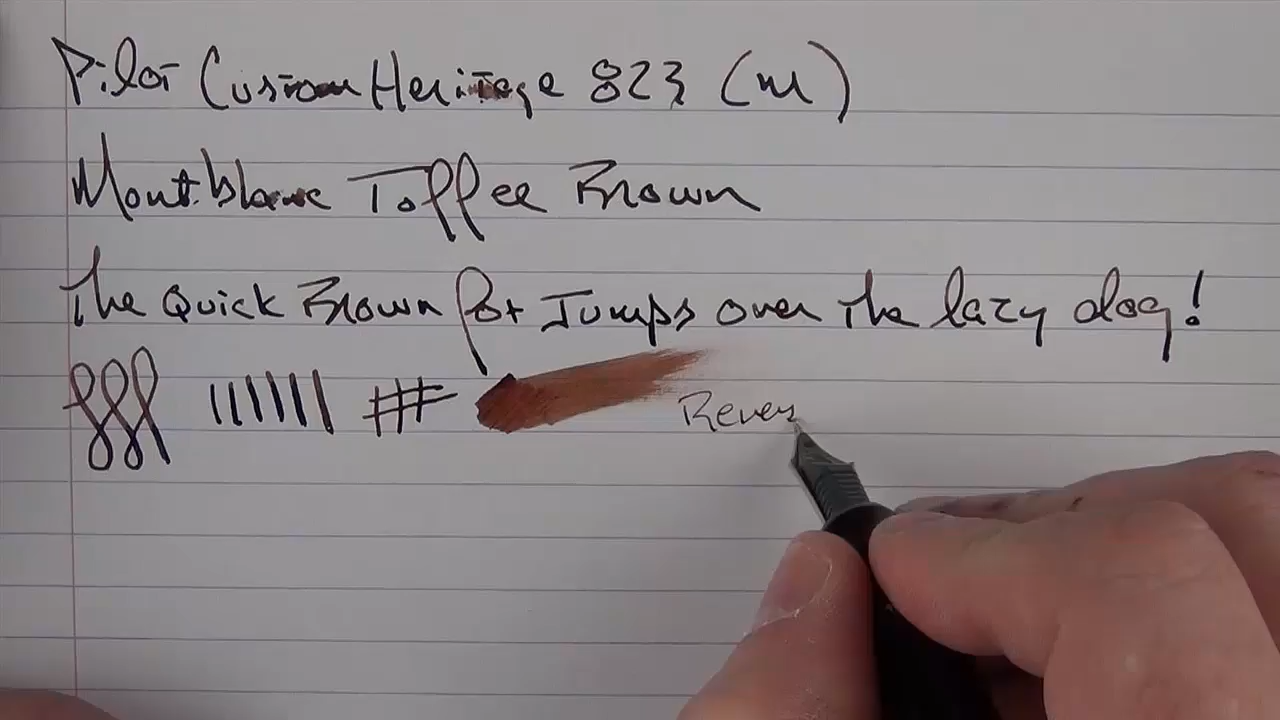 Pilot Custom Heritage 823 (M)
Montblanc Toffee Brown
The Quick Brown fox Jumps over The lazy dog!
Revers